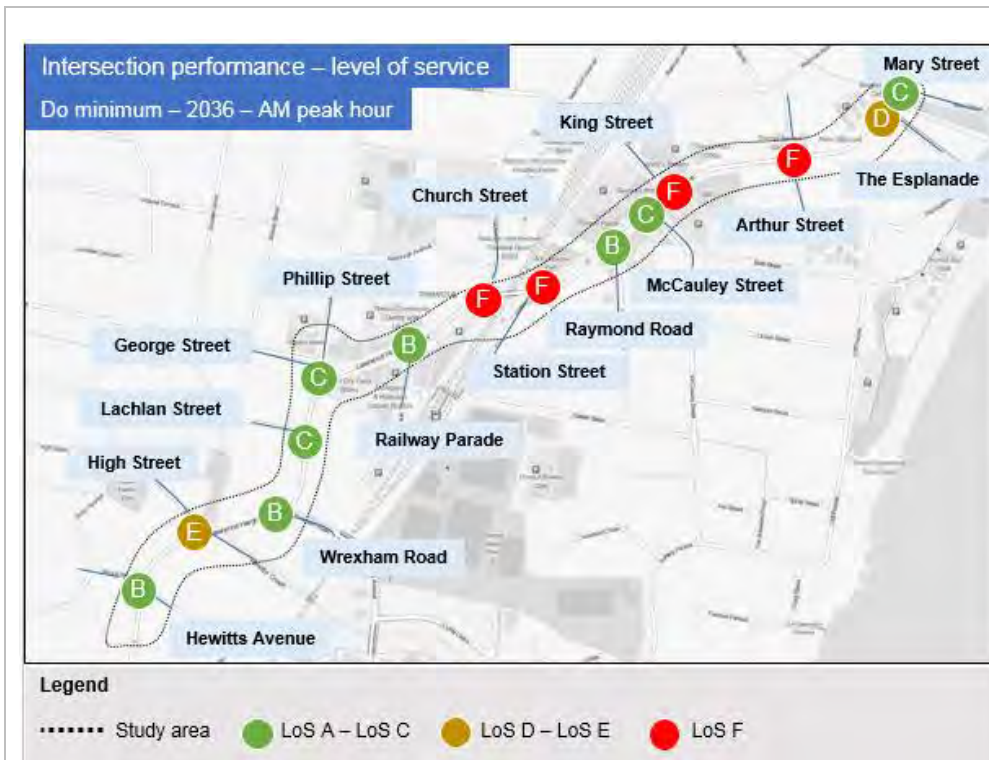 Intersection performance – level of service
Do minimum – 2036 – AM peak hour
Mary Street
C
D
King Street
F
F
The Esplanade
Church Street
C
Arthur Street
B
Phillip Street
McCauley Street
F
F
Raymond Road
George Street
B
Station Street
C
Lachlan Street
C
Railway Parade
High Street
B
E
Wrexham Road
B
Hewitts Avenue
Legend
Study area
LoS A – LoS C
LoS D – LoS E
LoS F